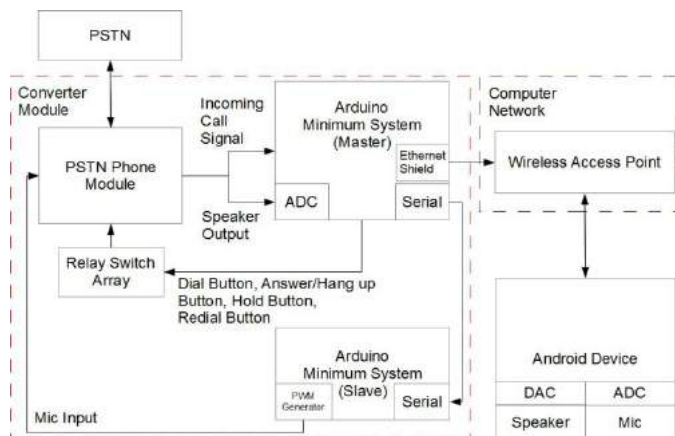 PSTN
Converter
Module
PSTN Phone
Module
Relay Switch
Array
Incoming
Call
Signal
Speaker
Output
Arduino
Minimum System
(Master)
Ethernet
Shield
ADC
Serial
Dial Button, Answer/Hang up
Button, Hold Button,
Redial Button
Arduino
Minimum System
(Slave)
PWM
Generator
Serial
Mic Input
Computer
Network
Wireless Access Point
Android Device
DAC
ADC
Speaker
Mic